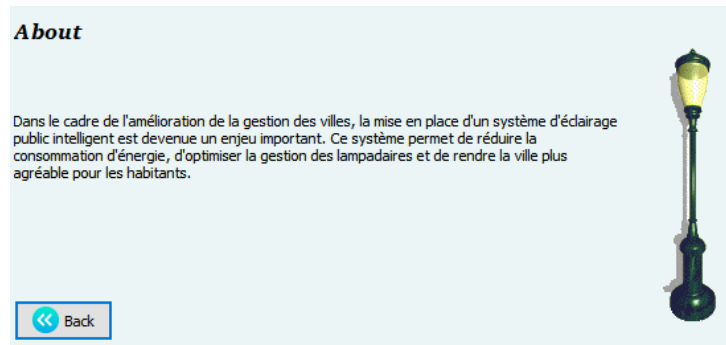 About
Dans le cadre de l'amélioration de la gestion des villes, la mise en place d'un système d'éclairage
public intelligent est devenue un enjeu important. Ce système permet de réduire la
consommation d'énergie, d'optimiser la gestion des lampadaires et de rendre la ville plus
agréable pour les habitants.
Back